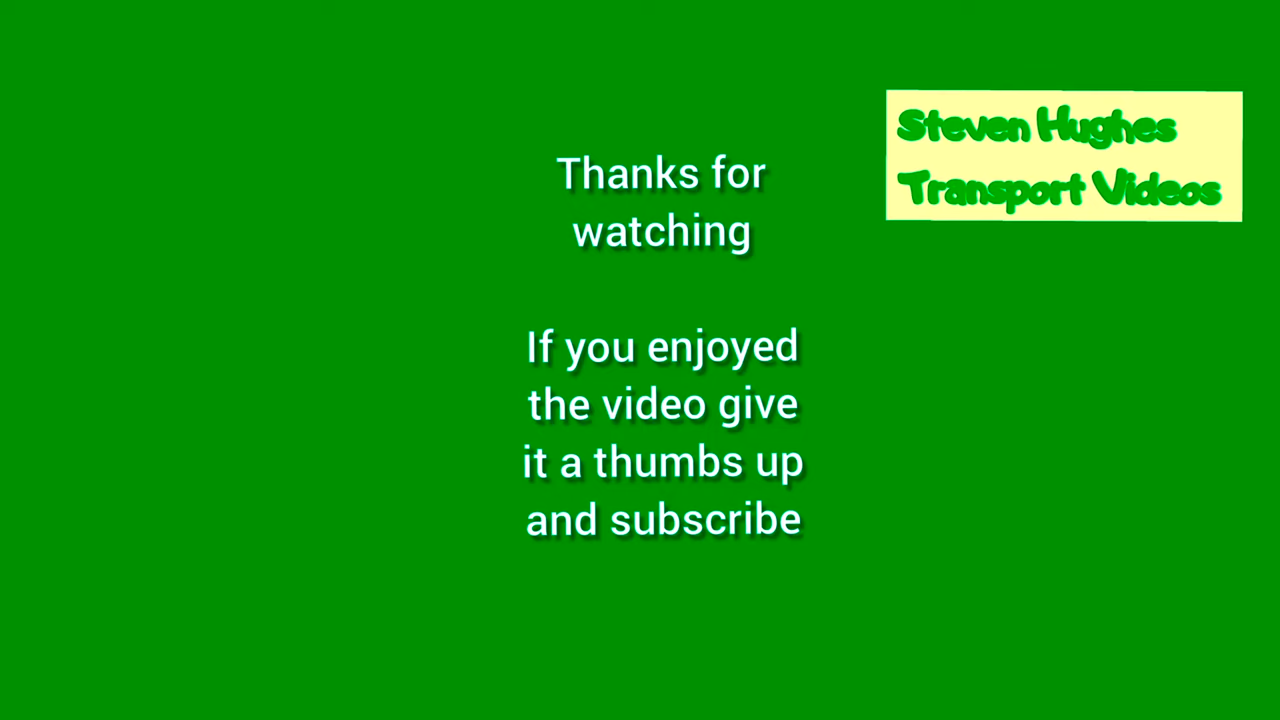 Steven Hughes
Transport Videos
Thanks for
watching
If you enjoyed
the video give
it a thumbs up
and subscribe